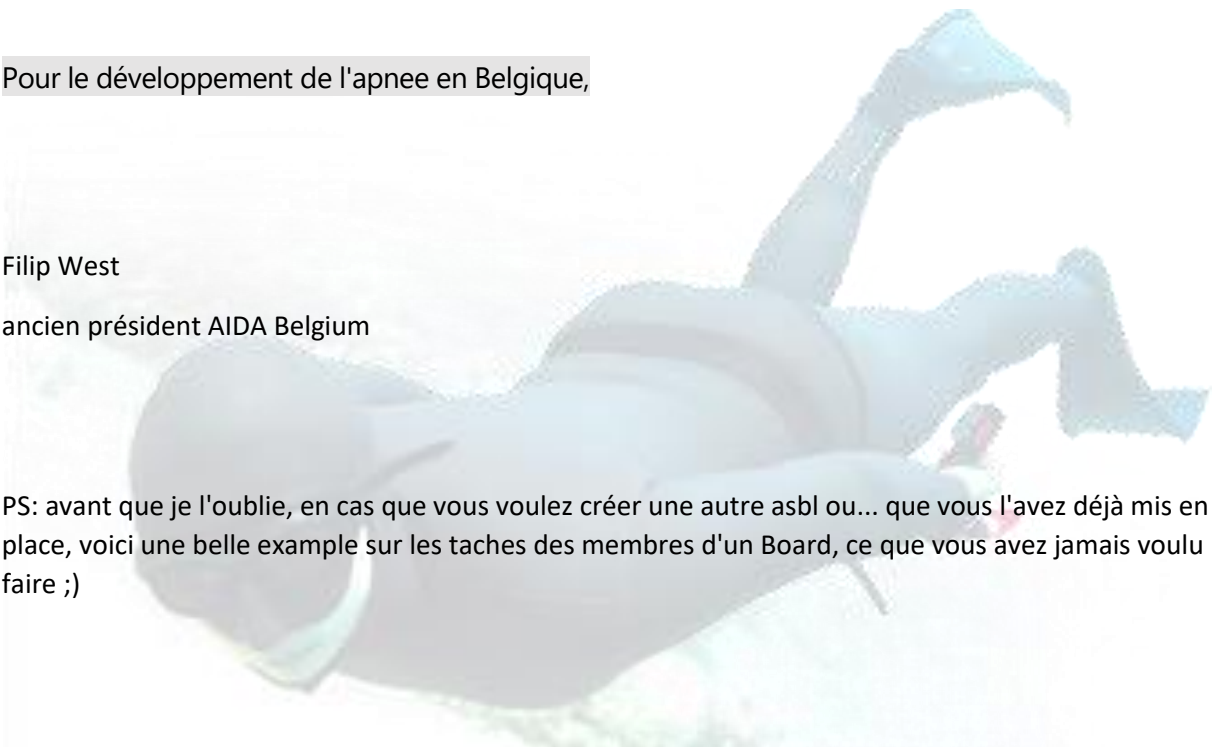 Pour le développement de l'apnee en Belgique,
Filip West
ancien président AIDA Belgium
PS: avant que je l'oublie, en cas que vous voulez créer une autre asbl ou... que vous l'avez déjà mis en
place, voici une belle example sur les taches des membres d'un Board, ce que vous avez jamais voulu
faire ;)